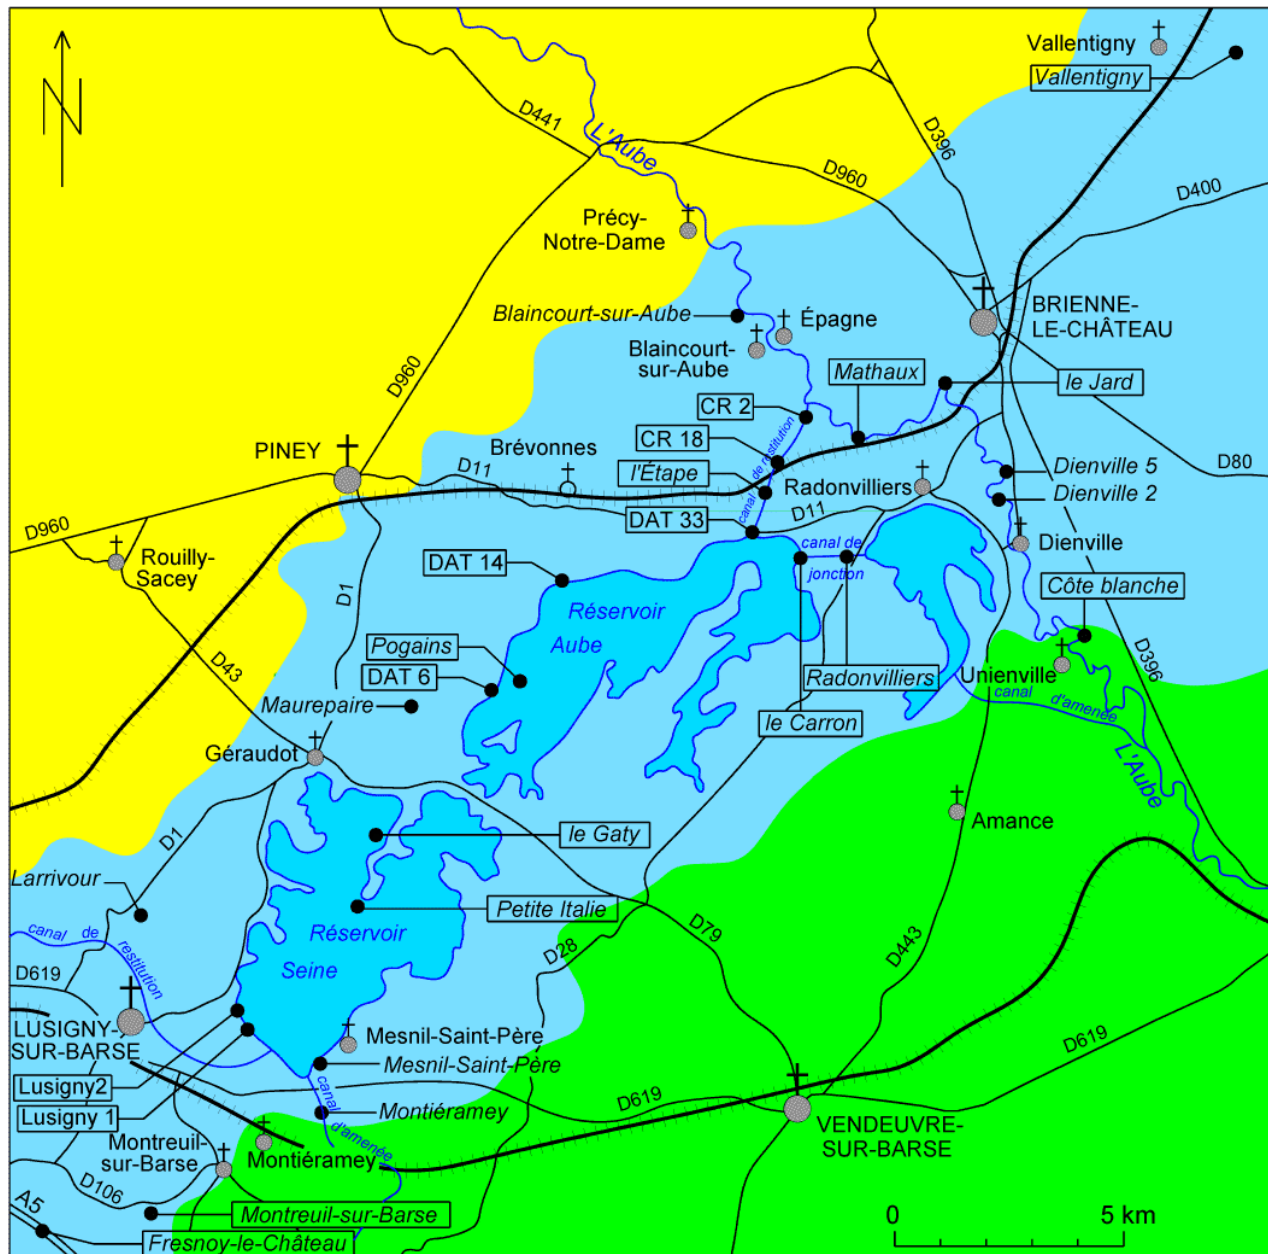 Vallentigny
Vallentigny
N
D441
L'Aube
D396
D960
D400
Précy-
Notre-Dame
Blaincourt-sur-Aube
Épagne
BRIENNE-
LE-CHÂTEAU
Blaincourt-
sur-Aube
D960
Mathaux
le Jard
CR 2
canal de restitution
CR 18
PINEY
Brévonnes
D11
l'Étape
Radonvilliers
Dienville 5
D80
Dienville 2
D960
DAT 33
D11
Rouilly-
Sacey
canal de
jonction
Dienville
DAT 14
D1
Réservoir
Aube
Côte blanche
Pogains
D43
DAT 6
Radonvilliers
Unienville
D396
Maurepaire
canal d'amenée
le Carron
Géraudot
L'Aube
D1
le Gaty
Amance
Larrivour
Petite Italie
canal de restitution
Réservoir
Seine
D28
D79
D443
D619
LUSIGNY-
SUR-BARSE
Mesnil-Saint-Père
D619
Mesnil-Saint-Père
Lusigny2
Lusigny 1
canal d'amenée
Montiéramey
D619
VENDEUVRE-
SUR-BARSE
Montreuil-
sur-Barse
Montiéramey
D106
A5
Montreuil-sur-Barse
Fresnoy-le-Château
0 5 km